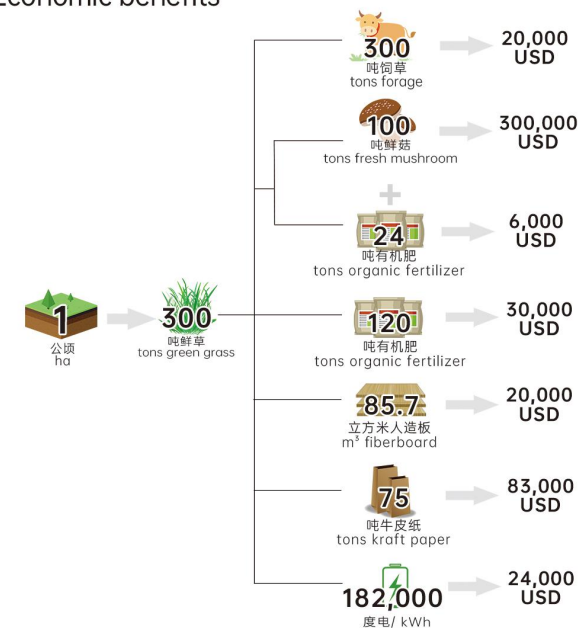 Economic benefits
300
吨饲草
tons forage
20,000
USD
100
吨鲜菇
tons fresh mushroom
300,000
USD
+
24
吨有机肥
tons organic fertilizer
6,000
USD
1
公顷
ha
300
吨鲜草
tons green grass
120
吨有机肥
tons organic fertilizer
30,000
USD
85.7
立方米人造板
m³ fiberboard
20,000
USD
75
吨牛皮纸
tons kraft paper
83,000
USD
182,000
度电/ kWh
24,000
USD